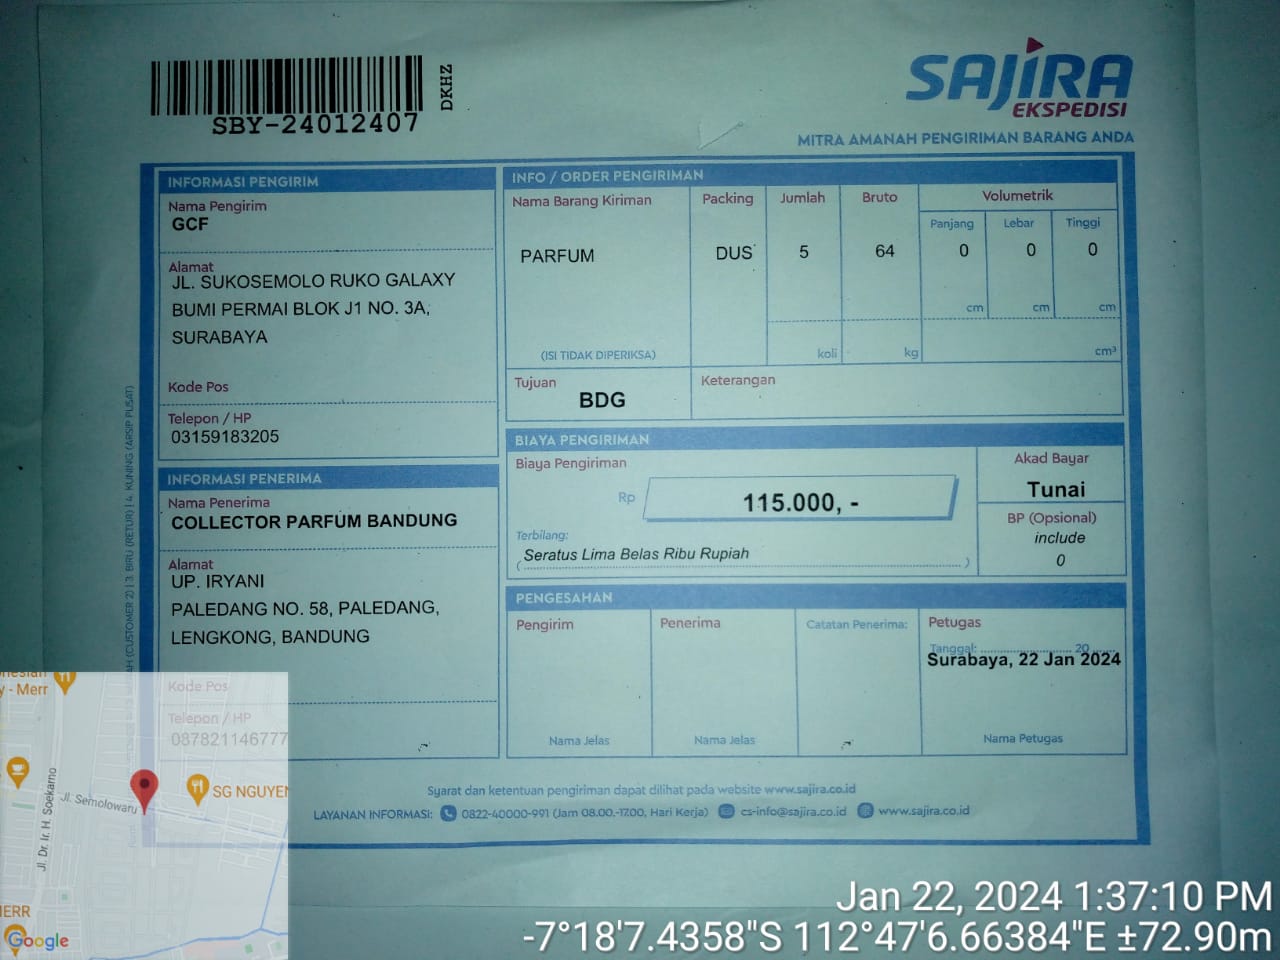 SBY-24012407
DKHZ
SAJIRA
EKSPEDISI
MITRA AMANAH PENGIRIMAN BARANG ANDA
INFORMASI PENGIRIM
Nama Pengirim
GCF
Alamat
JL. SUKOSEMOLO RUKO GALAXY
BUMI PERMAI BLOK J1 NO. 3A,
SURABAYA
Kode Pos
Telepon / HP
03159183205
INFORMASI PENERIMA
Nama Penerima
COLLECTOR PARFUM BANDUNG
Alamat
UP. IRYANI
PALEDANG NO. 58, PALEDANG,
LENGKONG, BANDUNG
Kode Pos
Telepon / HP
087821146777
INFO / ORDER PENGIRIMAN
Nama Barang Kiriman
PARFUM
(ISI TIDAK DIPERIKSA)
Packing
DUS
Jumlah
5
koli
Bruto
64
kg
Volumetrik
Panjang Lebar Tinggi
0 0 0
cm cm cm
cm³
Tujuan
BDG
Keterangan
BIAYA PENGIRIMAN
Biaya Pengiriman
Rp 115.000, -
Terbilang:
(Seratus Lima Belas Ribu Rupiah)
Akad Bayar
Tunai
BP (Opsional)
include
0
PENGESAHAN
Pengirim
Nama Jelas
Penerima
Nama Jelas
Catatan Penerima:
Petugas
Tanggal: 20
Surabaya, 22 Jan 2024
Nama Petugas
(CUSTOMER 2) | 3. BIRU (RETUR) | 4. KUNING (ARSIP PUSAT)
Syarat dan ketentuan pengiriman dapat dilihat pada website www.sajira.co.id
LAYANAN INFORMASI: 0822-40000-991 (Jam 08.00.-17.00, Hari Kerja) cs-info@sajira.co.id www.sajira.co.id
- Merr
Jl. Dr. Ir. H. Soekarno
Jl. Semolowaru
SG NGUYEN
MERR
Google
Jan 22, 2024 1:37:10 PM
-7°18'7.4358"S 112°47'6.66384"E ±72.90m